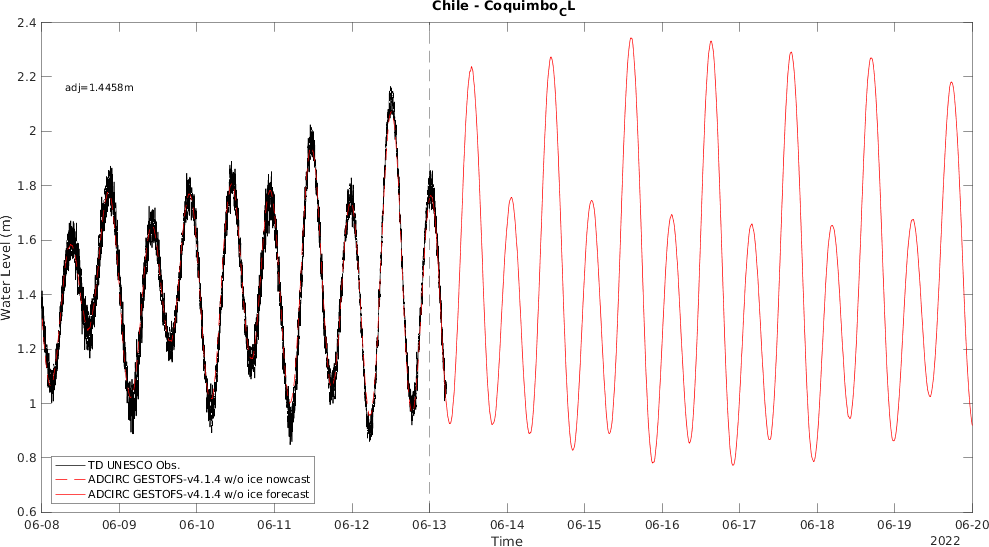 Chile - Coquimbo_CL
adj=1.4458m
Water Level (m)
2.4
2.2
2
1.8
1.6
1.4
1.2
1
0.8
0.6
TD UNESCO Obs.
ADCIRC GESTOFS-v4.1.4 w/o ice nowcast
ADCIRC GESTOFS-v4.1.4 w/o ice forecast
06-08 06-09 06-10 06-11 06-12 06-13 06-14 06-15 06-16 06-17 06-18 06-19 06-20
Time
2022